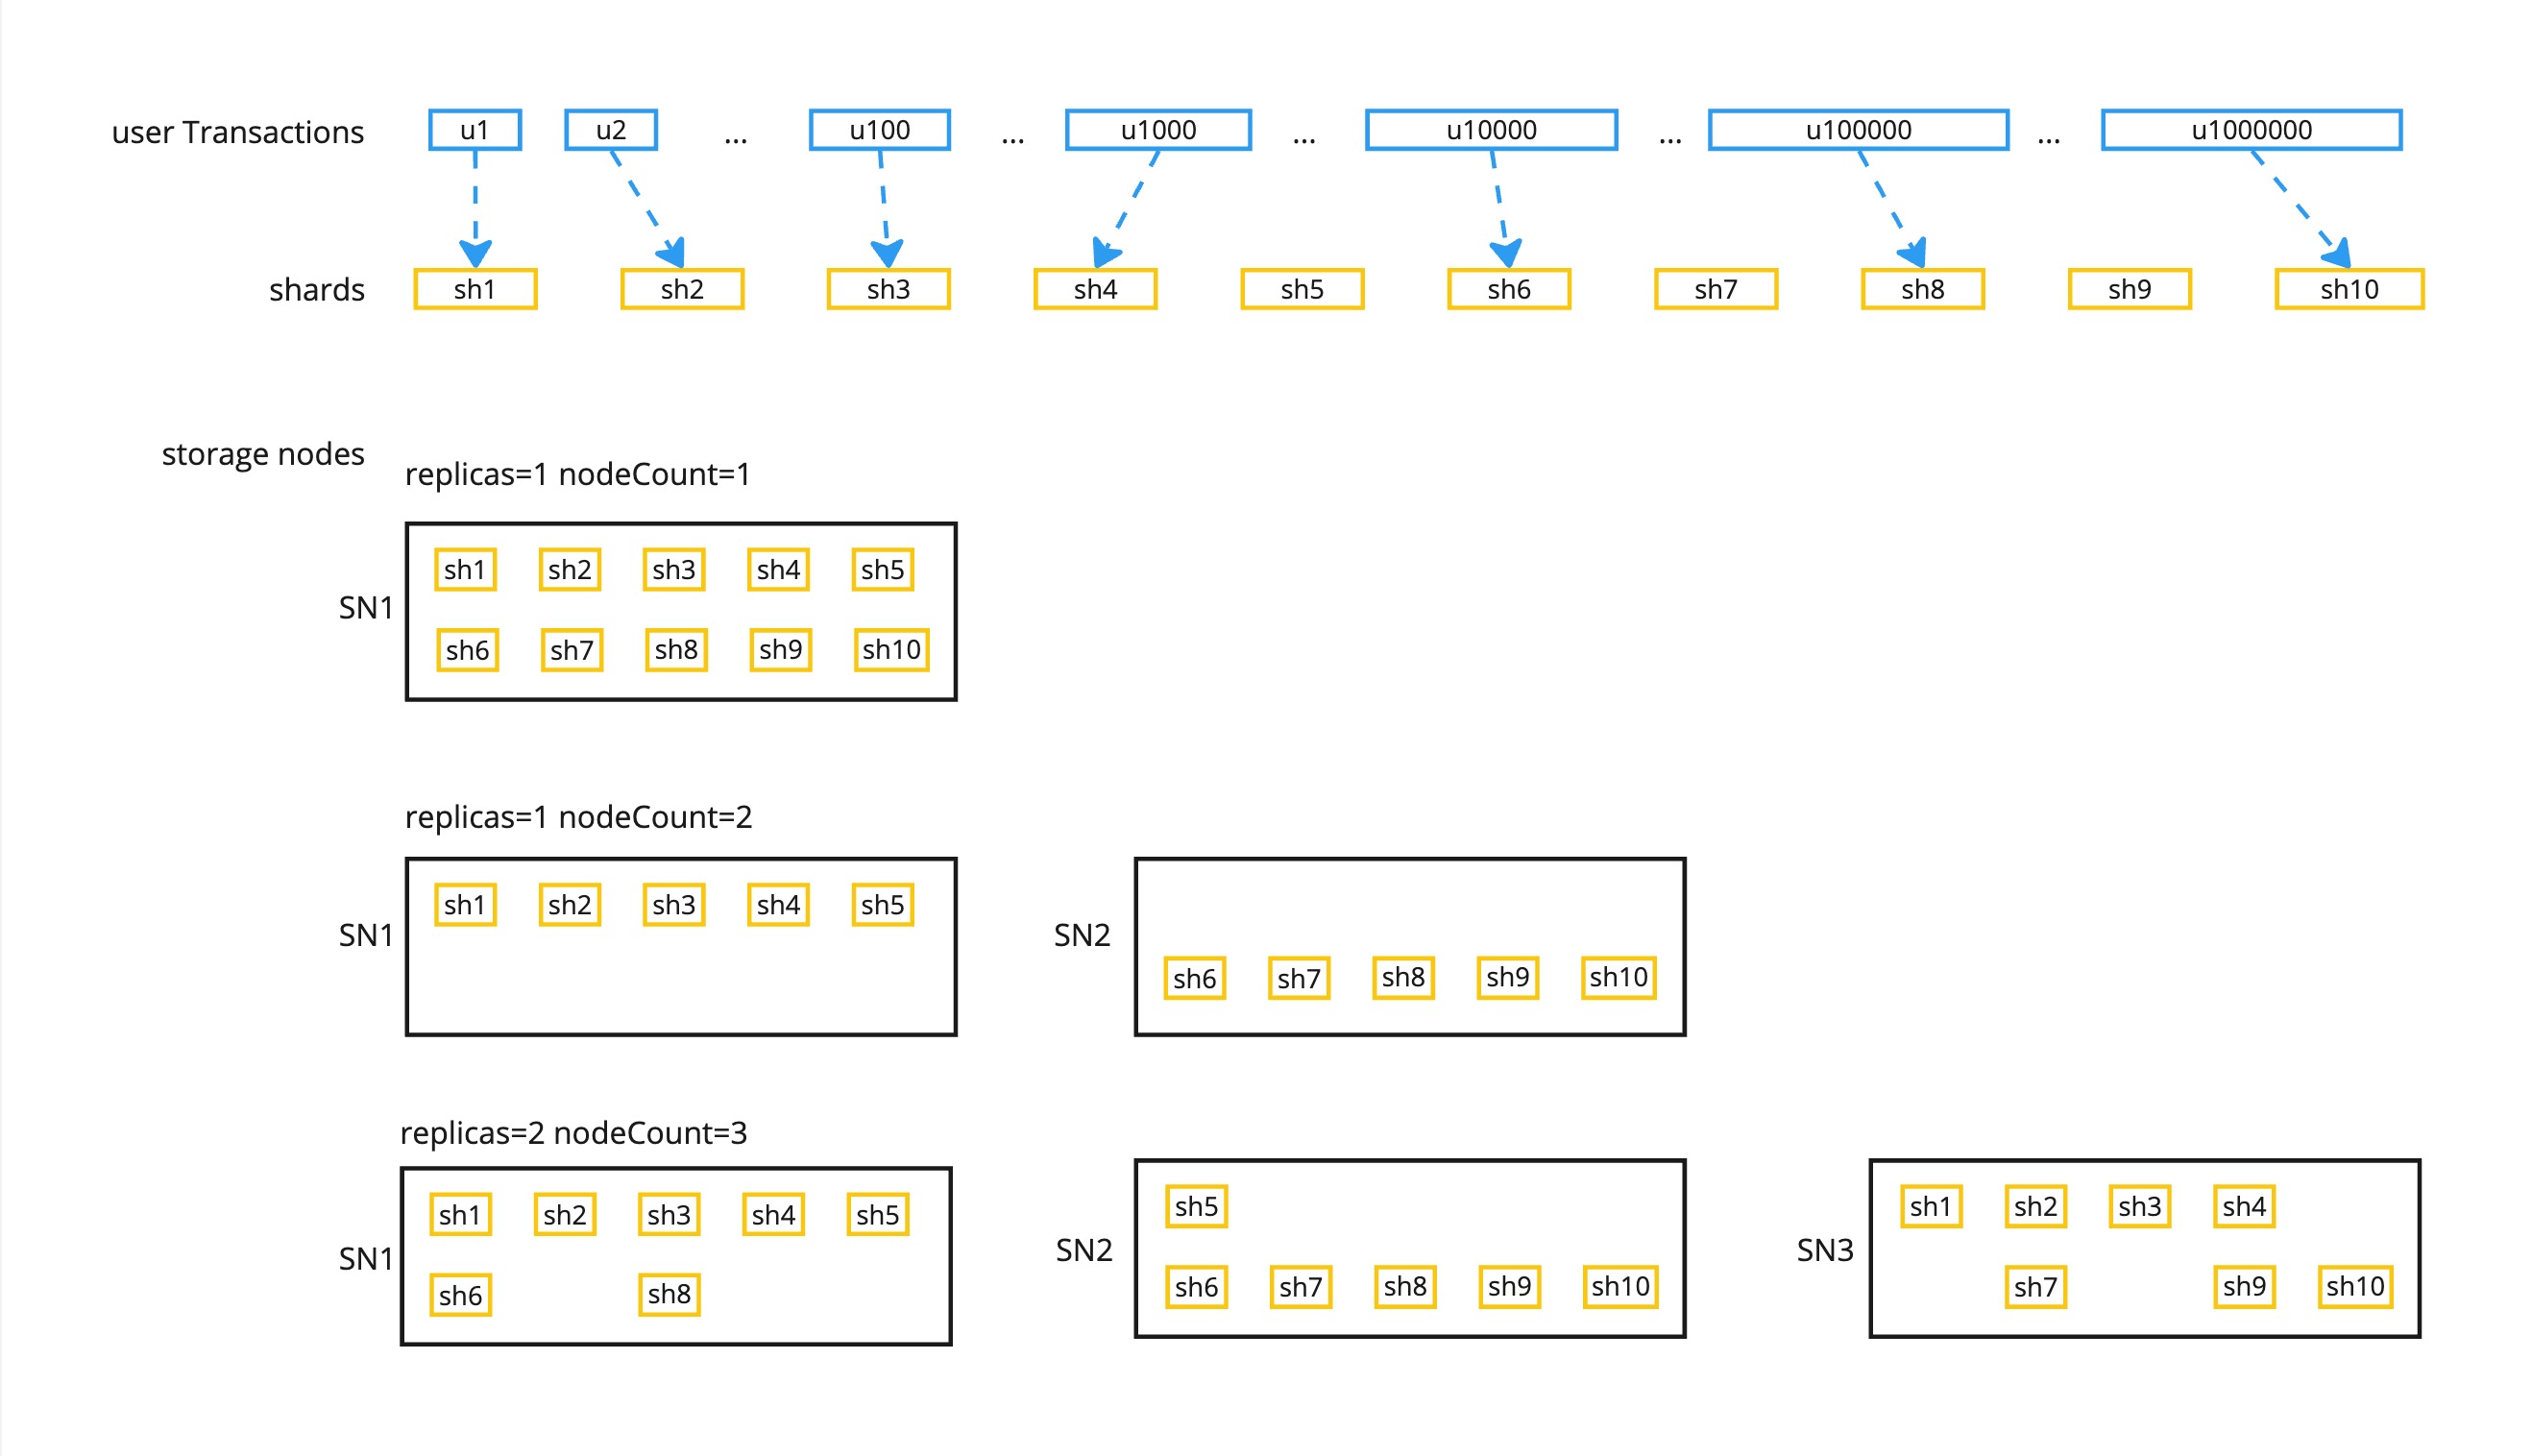 user Transactions u1 u2 ... u100 ... u1000 ... u10000 ... u100000 ... u1000000
shards sh1 sh2 sh3 sh4 sh5 sh6 sh7 sh8 sh9 sh10
storage nodes
replicas=1 nodeCount=1
sh1 sh2 sh3 sh4 sh5
SN1
sh6 sh7 sh8 sh9 sh10
replicas=1 nodeCount=2
sh1 sh2 sh3 sh4 sh5
SN1
SN2
sh6 sh7 sh8 sh9 sh10
replicas=2 nodeCount=3
sh1 sh2 sh3 sh4 sh5
SN1
sh6 sh8
sh5
SN2
sh6 sh7 sh8 sh9 sh10
sh1 sh2 sh3 sh4
SN3
sh7 sh9 sh10